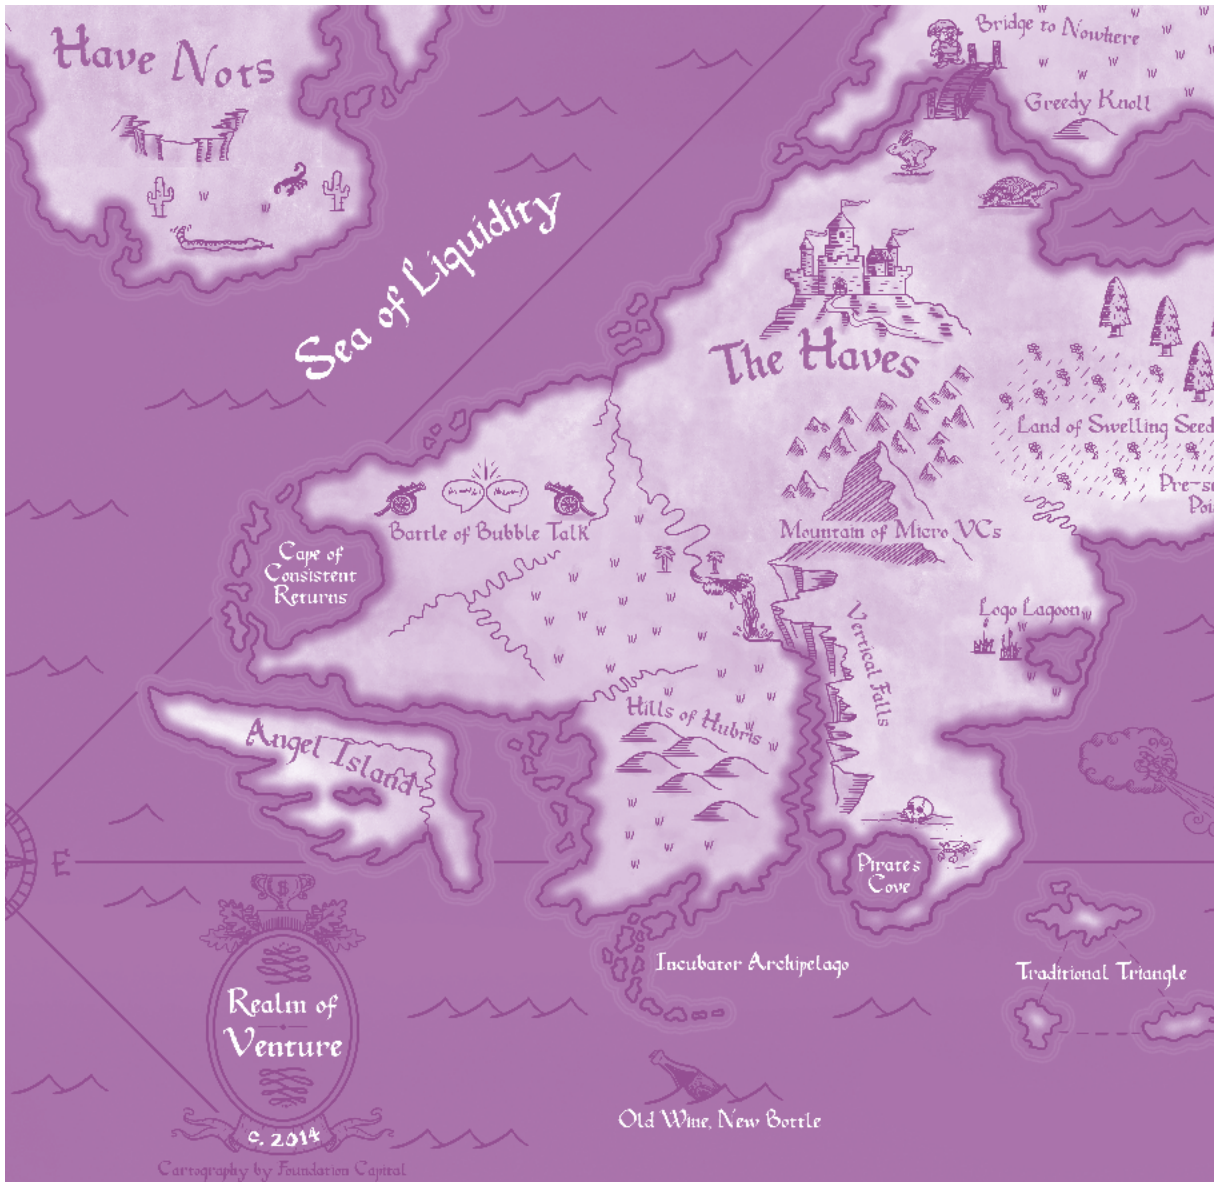 Have Nots
Bridge to Nowhere
Greedy Knoll
Sea of Liquidity
The Haves
Land of Swelling Seed
Pre-se
Poi
Battle of Bubble Talk
Mountain of Micro VCs
Cape of
Consistent
Returns
Logo Lagoon
Vertical Falls
Hills of Hubris
Angel Island
E
Pirates
Cove
Incubator Archipelago
Traditional Triangle
Realm of
Venture
Old Wine, New Bottle
c. 2014
Cartography by Foundation Capital